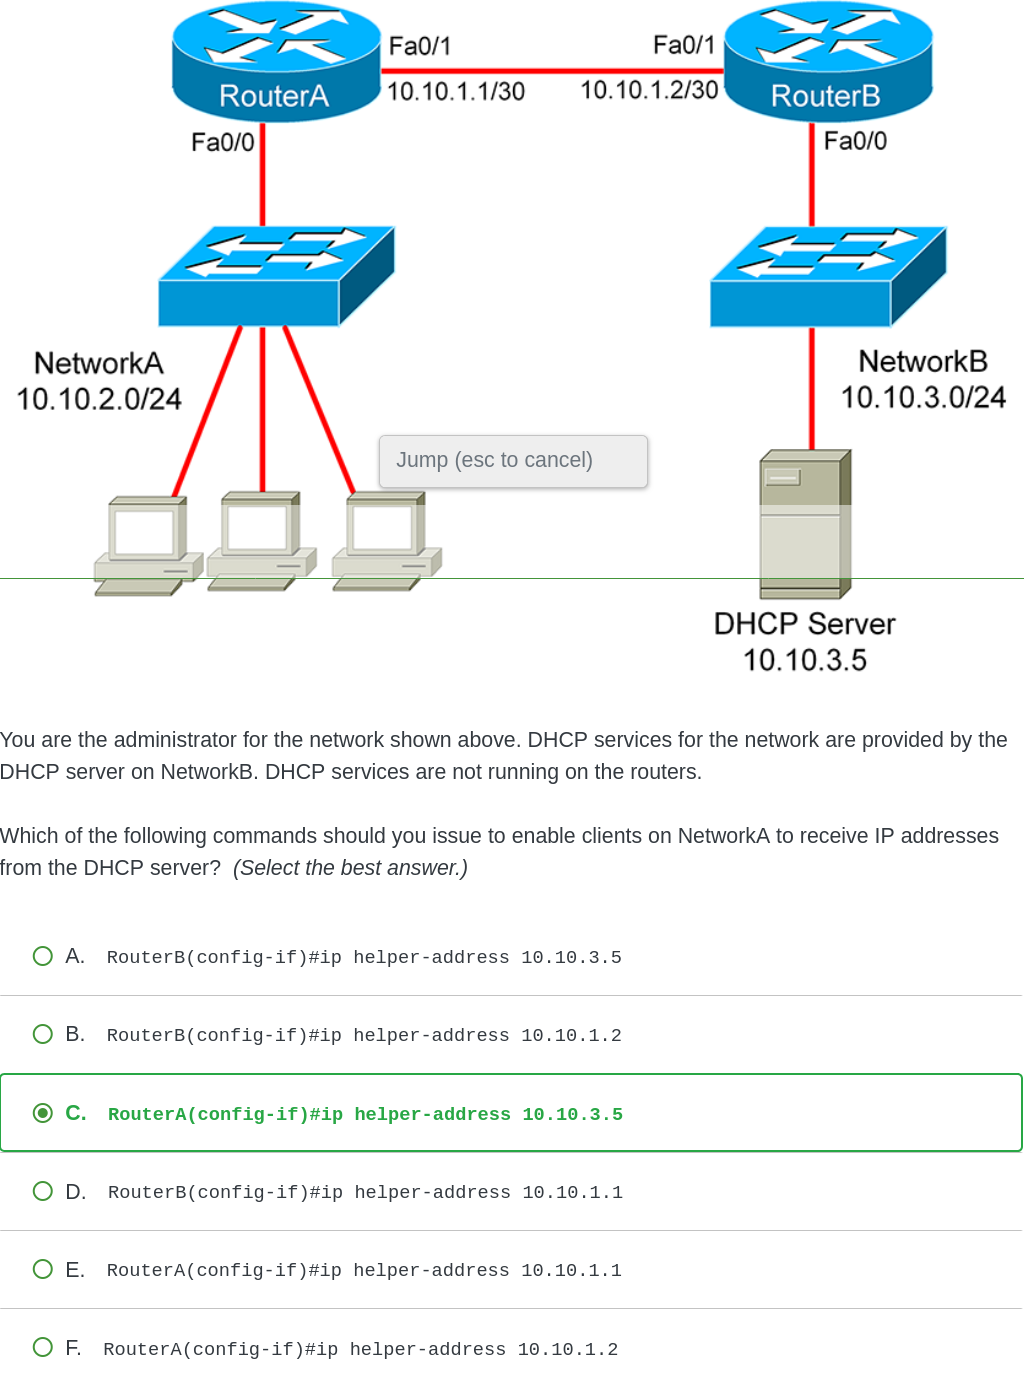 Fa0/1
Fa0/1
RouterA
10.10.1.1/30
10.10.1.2/30
RouterB
Fa0/0
Fa0/0
NetworkA
10.10.2.0/24
NetworkB
10.10.3.0/24
Jump (esc to cancel)
DHCP Server
10.10.3.5
You are the administrator for the network shown above. DHCP services for the network are provided by the
DHCP server on NetworkB. DHCP services are not running on the routers.
Which of the following commands should you issue to enable clients on NetworkA to receive IP addresses
from the DHCP server? (Select the best answer.)
A. RouterB(config-if)#ip helper-address 10.10.3.5
B. RouterB(config-if)#ip helper-address 10.10.1.2
C. RouterA(config-if)#ip helper-address 10.10.3.5
D. RouterB(config-if)#ip helper-address 10.10.1.1
E. RouterA(config-if)#ip helper-address 10.10.1.1
F. RouterA(config-if)#ip helper-address 10.10.1.2